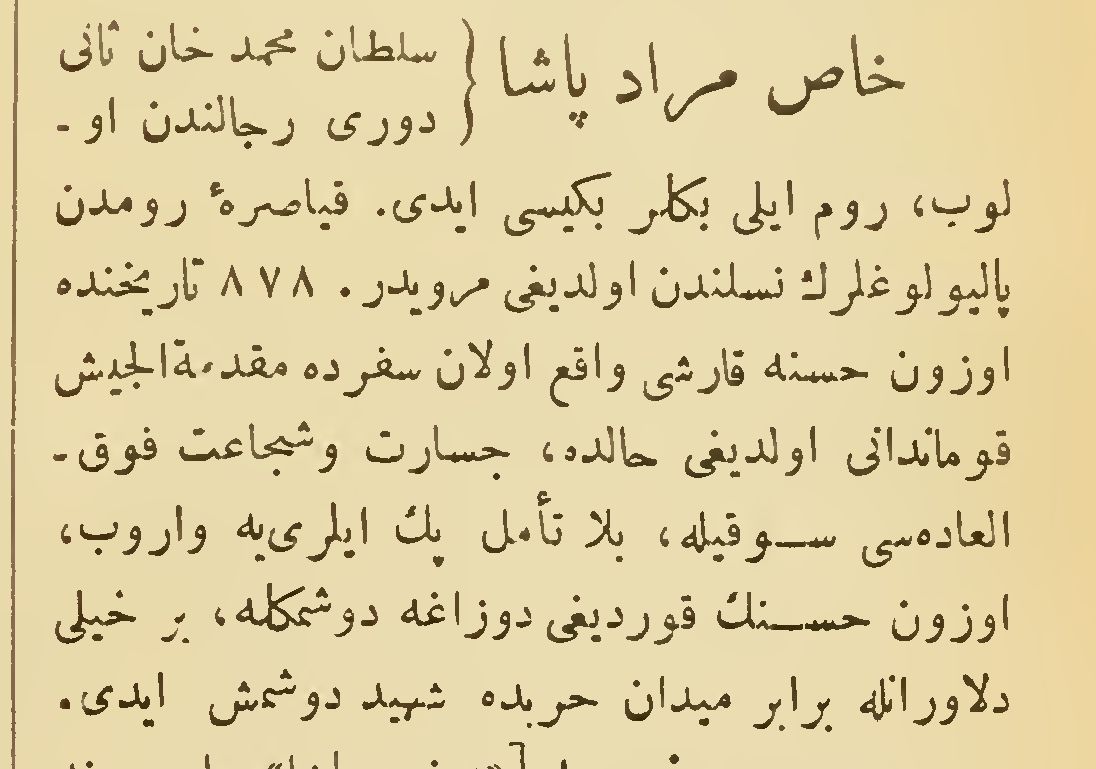 خاص مراد پاشا { سلطان محمد خان ثانی
دوری رجالندن او-
لوب، روم ایلی بکلر بکیسی ایدی. قیاصرهٔ رومدن
پالیولوغلرك نسلندن اولدیغی مرویدر. ٨٧٨ تاریخنده
اوزون حسنه قارشی واقع اولان سفرده مقدمةالجیش
قوماندانی اولدیغی حالده، جسارت وشجاعت فوق-
العاده‌سی سوقیله، بلا تأمل پك ایلری‌یه واروب،
اوزون حسنك قوردیغی دوزاغه دوشمکله، بر خیلی
دلاورانله برابر میدان حربده شهید دوشمش ایدی.